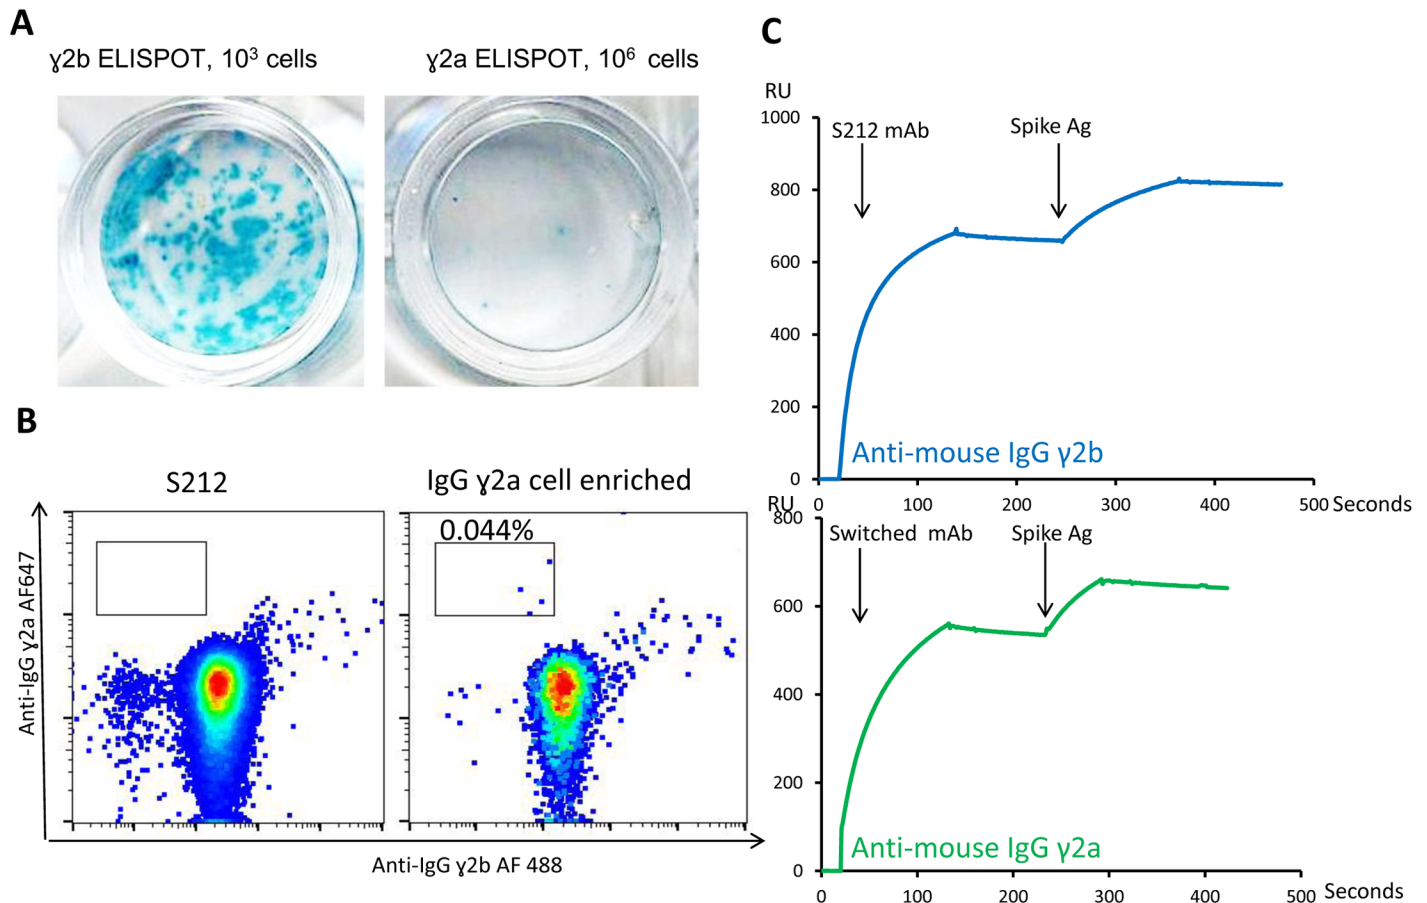 A
ɣ2b ELISPOT, 10³ cells
ɣ2a ELISPOT, 10⁶ cells
B
S212
IgG ɣ2a cell enriched
0.044%
Anti-IgG ɣ2a AF647
Anti-IgG ɣ2b AF 488
C
RU
1000
800
600
400
200
0
S212 mAb
Spike Ag
Anti-mouse IgG γ2b
0
100
200
300
400
500
Seconds
RU
800
600
400
200
0
Switched mAb
Spike Ag
Anti-mouse IgG γ2a
0
100
200
300
400
500
Seconds